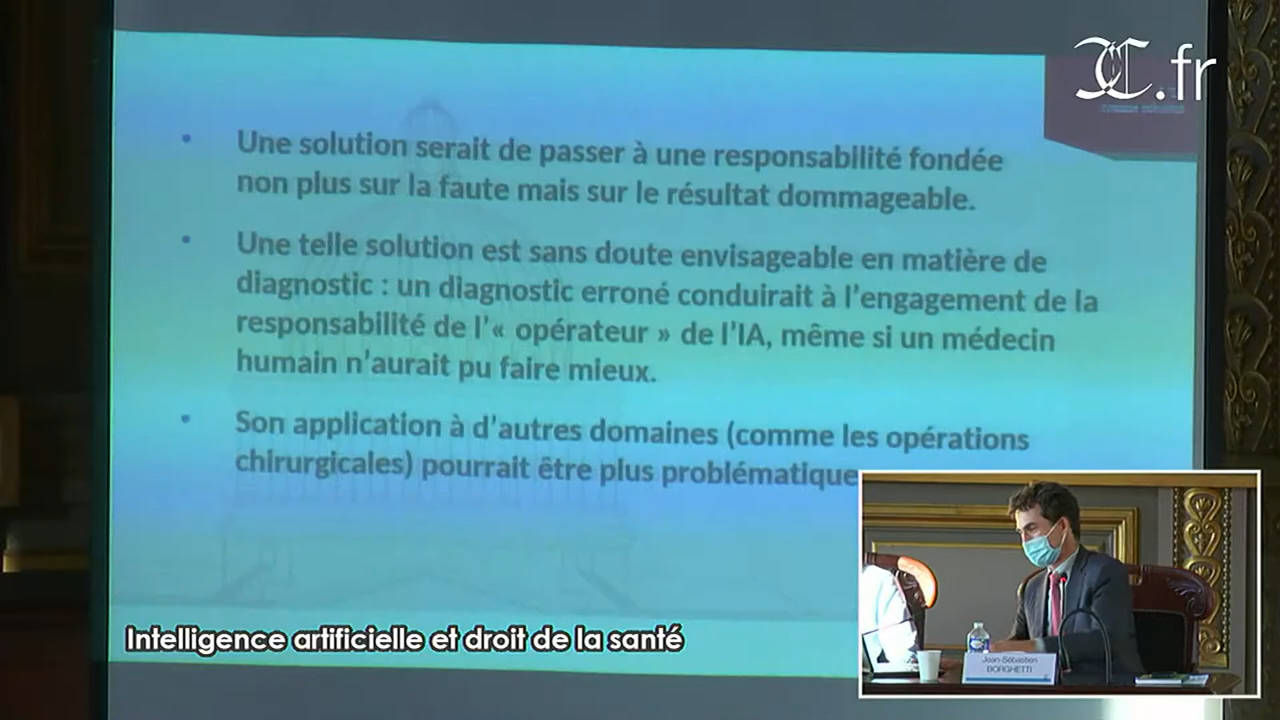 .fr
Une solution serait de passer à une responsabilité fondée
non plus sur la faute mais sur le résultat dommageable.
Une telle solution est sans doute envisageable en matière de
diagnostic : un diagnostic erroné conduirait à l'engagement de la
responsabilité de l'« opérateur » de l'IA, même si un médecin
humain n'aurait pu faire mieux.
Son application à d'autres domaines (comme les opérations
chirurgicales) pourrait être plus problématique
Intelligence artificielle et droit de la santé
Jean-Sébastien
BORGHETTI